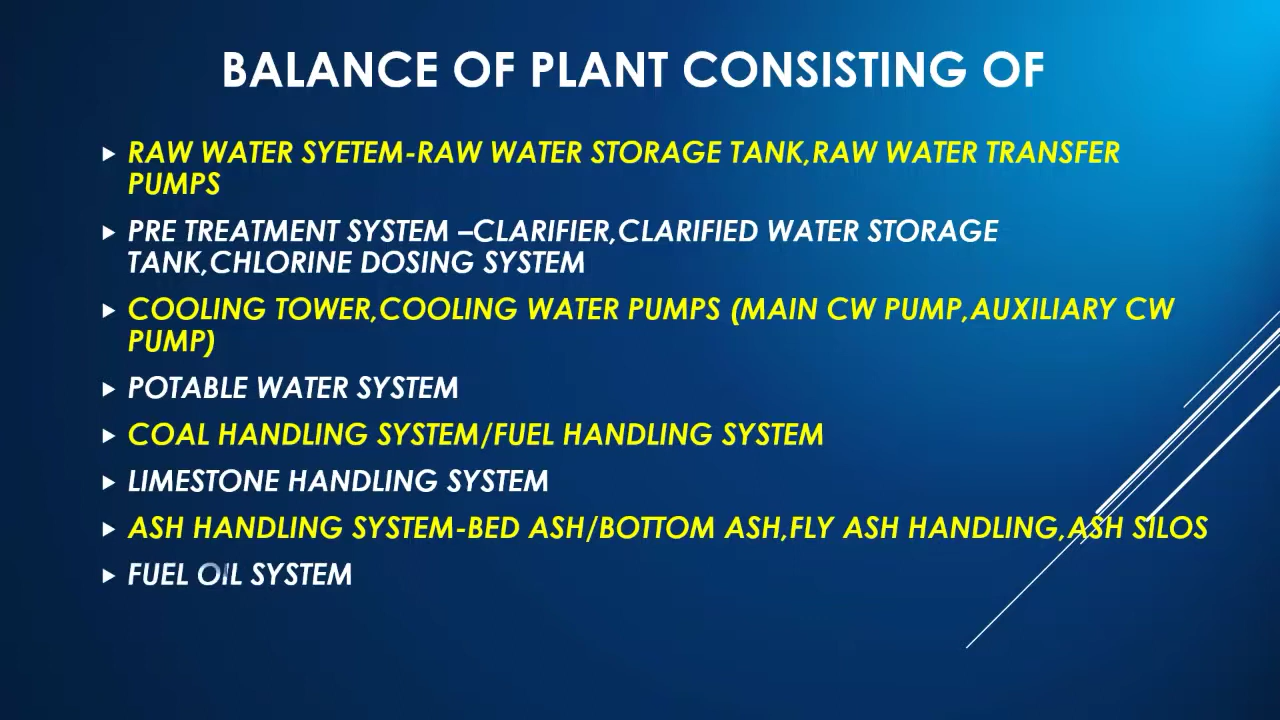 BALANCE OF PLANT CONSISTING OF
RAW WATER SYETEM-RAW WATER STORAGE TANK,RAW WATER TRANSFER
PUMPS
PRE TREATMENT SYSTEM –CLARIFIER,CLARIFIED WATER STORAGE
TANK,CHLORINE DOSING SYSTEM
COOLING TOWER,COOLING WATER PUMPS (MAIN CW PUMP,AUXILIARY CW
PUMP)
POTABLE WATER SYSTEM
COAL HANDLING SYSTEM/FUEL HANDLING SYSTEM
LIMESTONE HANDLING SYSTEM
ASH HANDLING SYSTEM-BED ASH/BOTTOM ASH,FLY ASH HANDLING,ASH SILOS
FUEL OIL SYSTEM